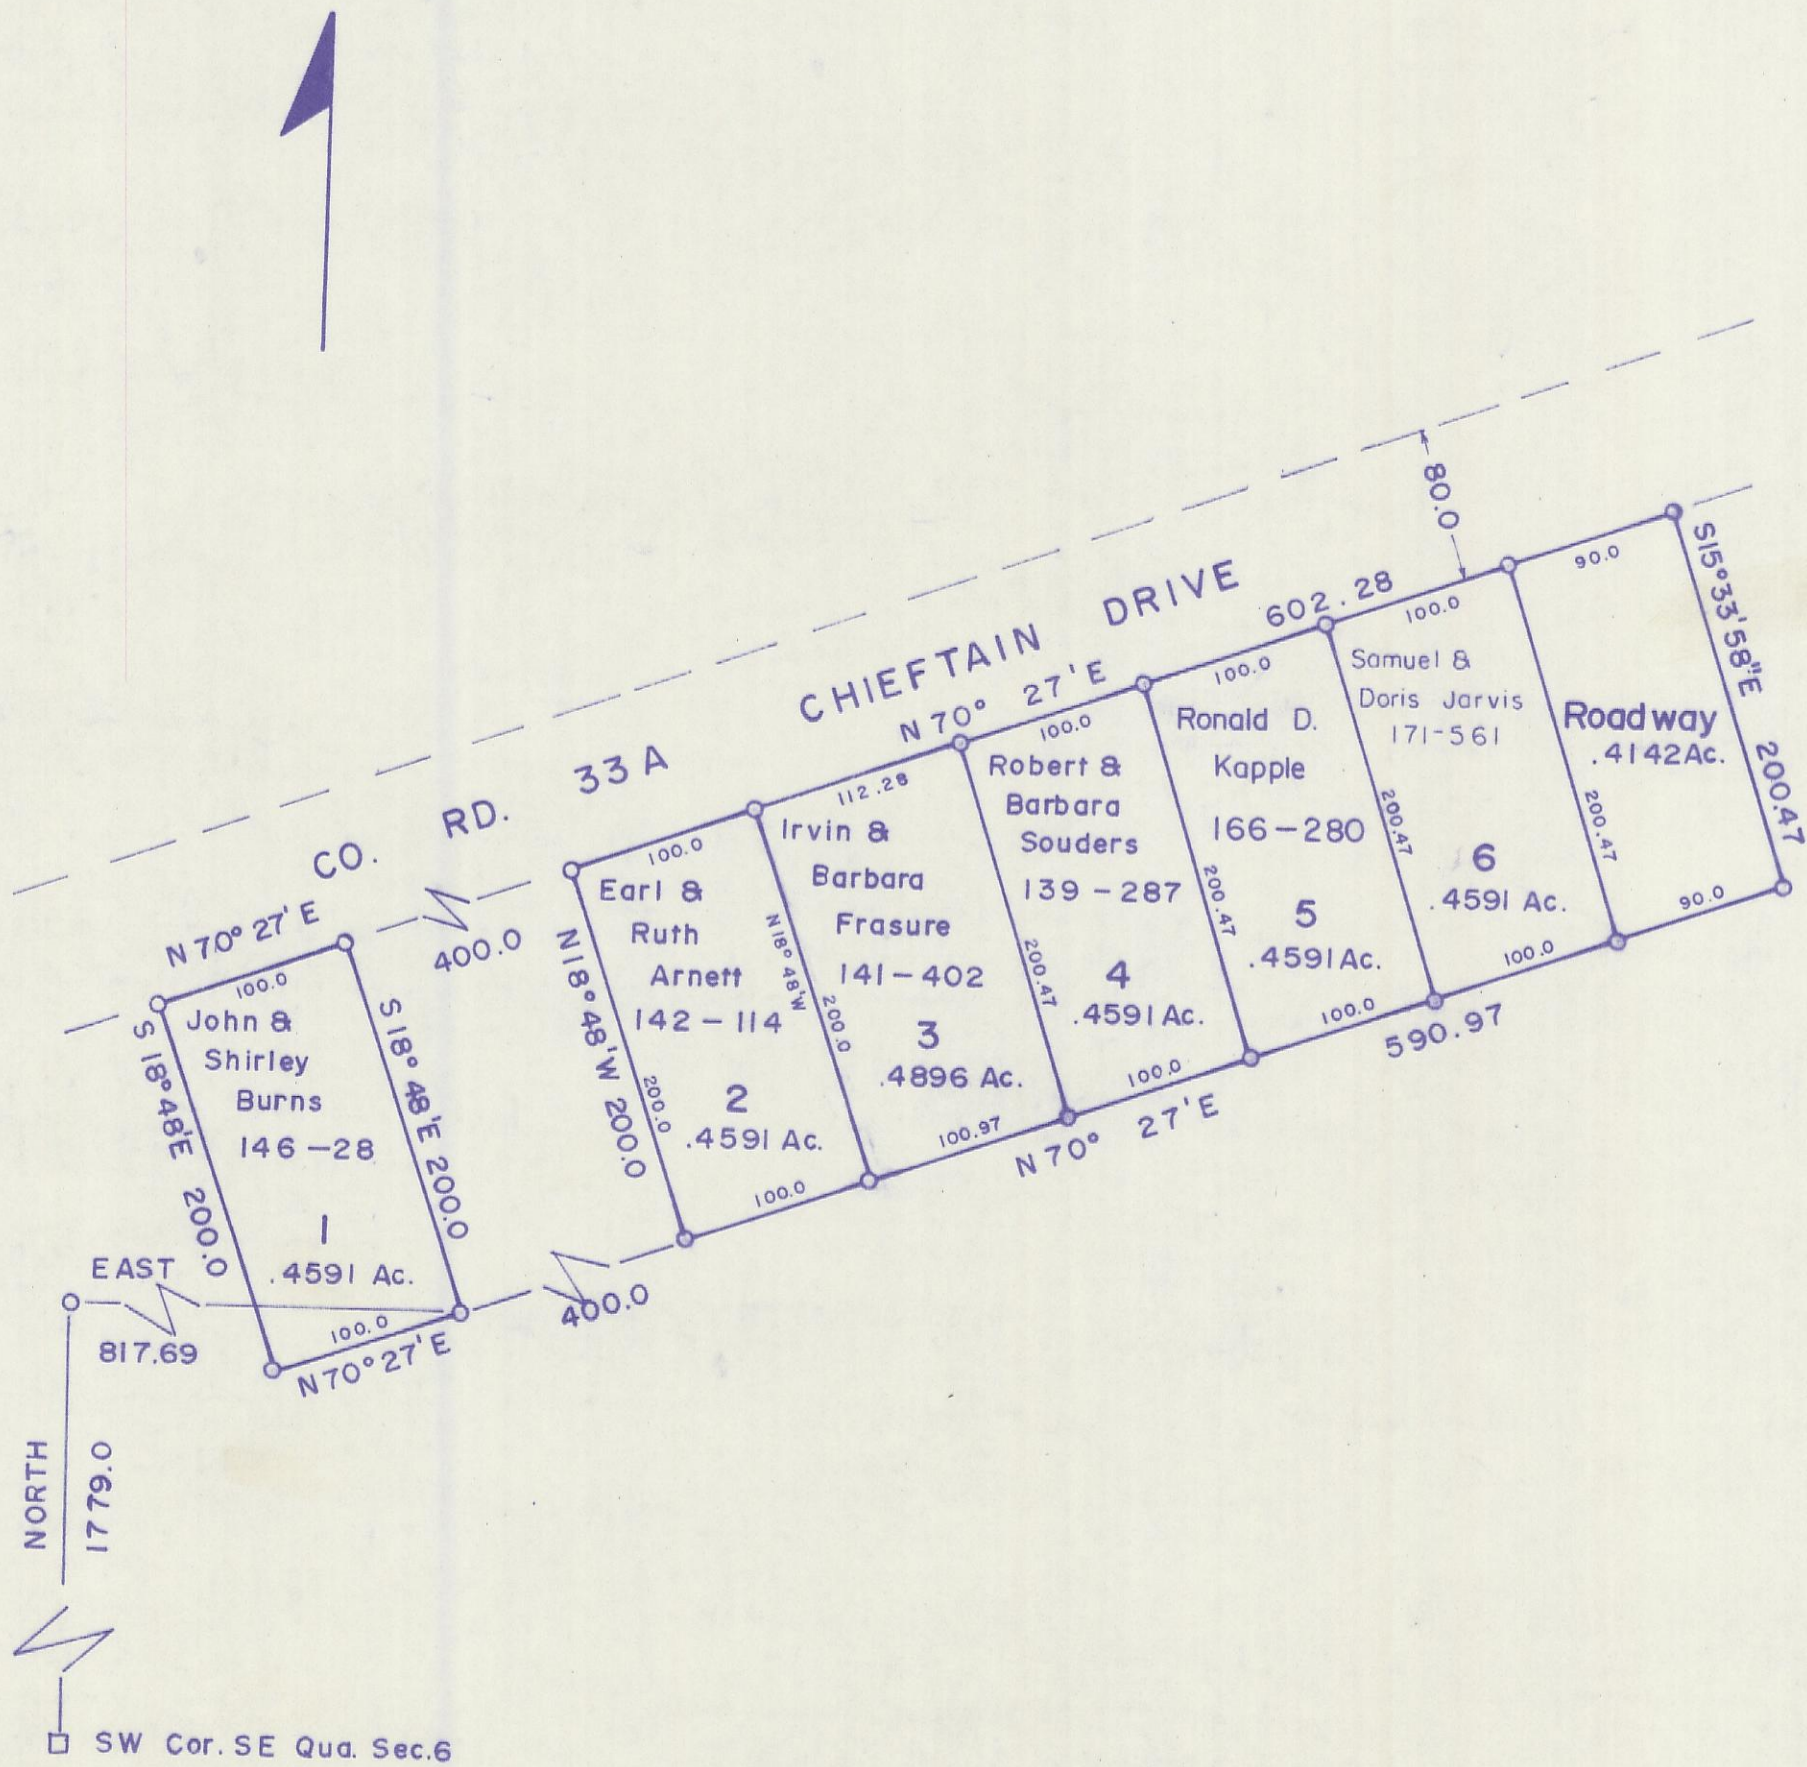 CO. RD. 33A CHIEFTAIN DRIVE
80.0
N 70° 27' E
602.28
N 70° 27' E
100.0
S 18° 48' E 200.0
John &
Shirley
Burns
146-28
1
.4591 Ac.
S 18° 48' E 200.0
100.0
N 70° 27' E
400.0
400.0
N 18° 48' W 200.0
100.0
Earl &
Ruth
Arnett
142-114
2
.4591 Ac.
200.0
100.0
112.28
Irvin &
Barbara
Frasure
141-402
3
.4896 Ac.
N 18° 48' W 200.0
100.97
100.0
Robert &
Barbara
Souders
139-287
4
.4591 Ac.
200.47
100.0
100.0
Ronald D.
Kapple
166-280
5
.4591 Ac.
200.47
100.0
100.0
Samuel &
Doris Jarvis
171-561
6
.4591 Ac.
200.47
100.0
90.0
Roadway
.4142 Ac.
200.47
90.0
S 15° 33' 58" E 200.47
N 70° 27' E
590.97
EAST
817.69
NORTH
1779.0
SW Cor. SE Qua. Sec. 6